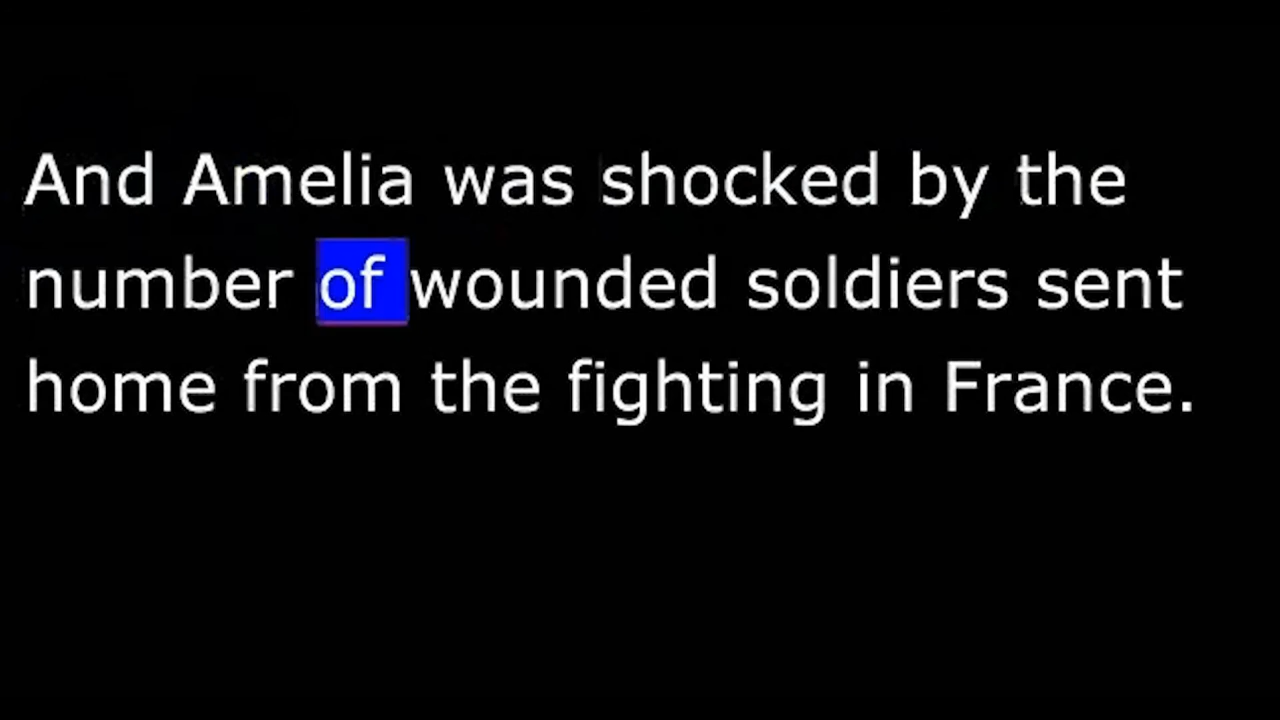 And Amelia was shocked by the
number of wounded soldiers sent
home from the fighting in France.